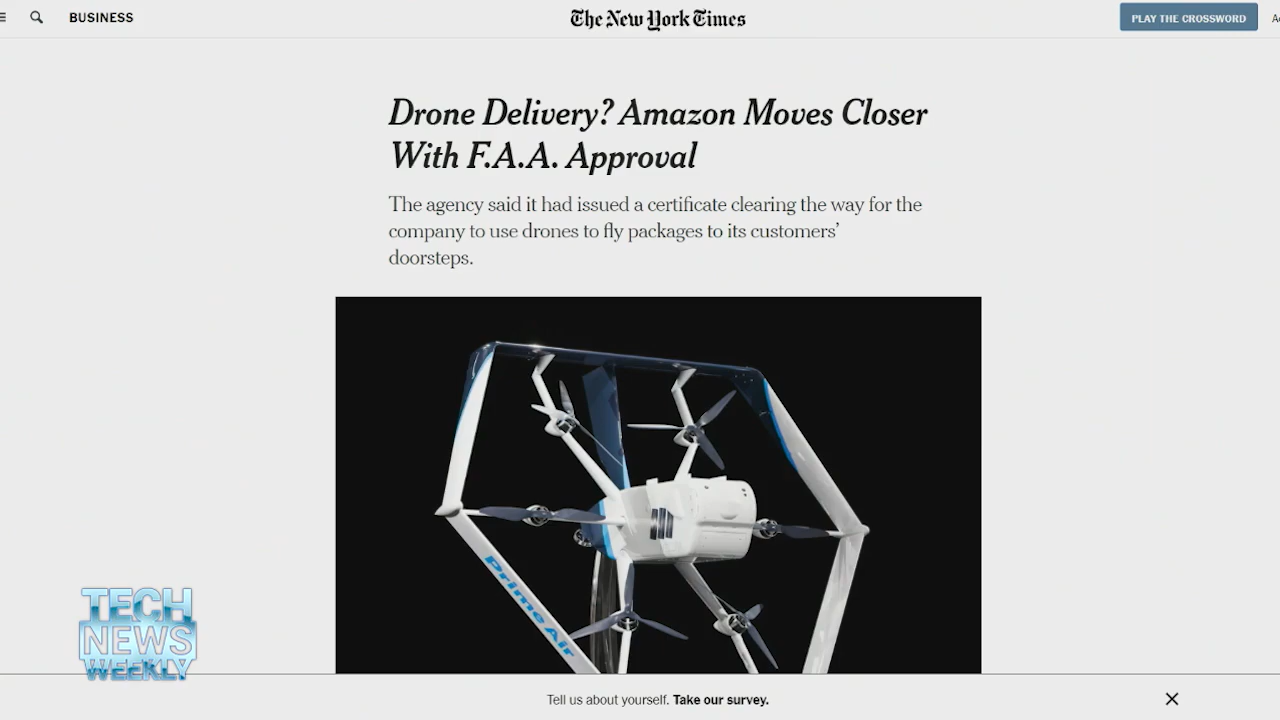 BUSINESS
The New York Times
PLAY THE CROSSWORD
Drone Delivery? Amazon Moves Closer
With F.A.A. Approval
The agency said it had issued a certificate clearing the way for the
company to use drones to fly packages to its customers’
doorsteps.
Prime Air
TECH
NEWS
WEEKLY
Tell us about yourself. Take our survey.